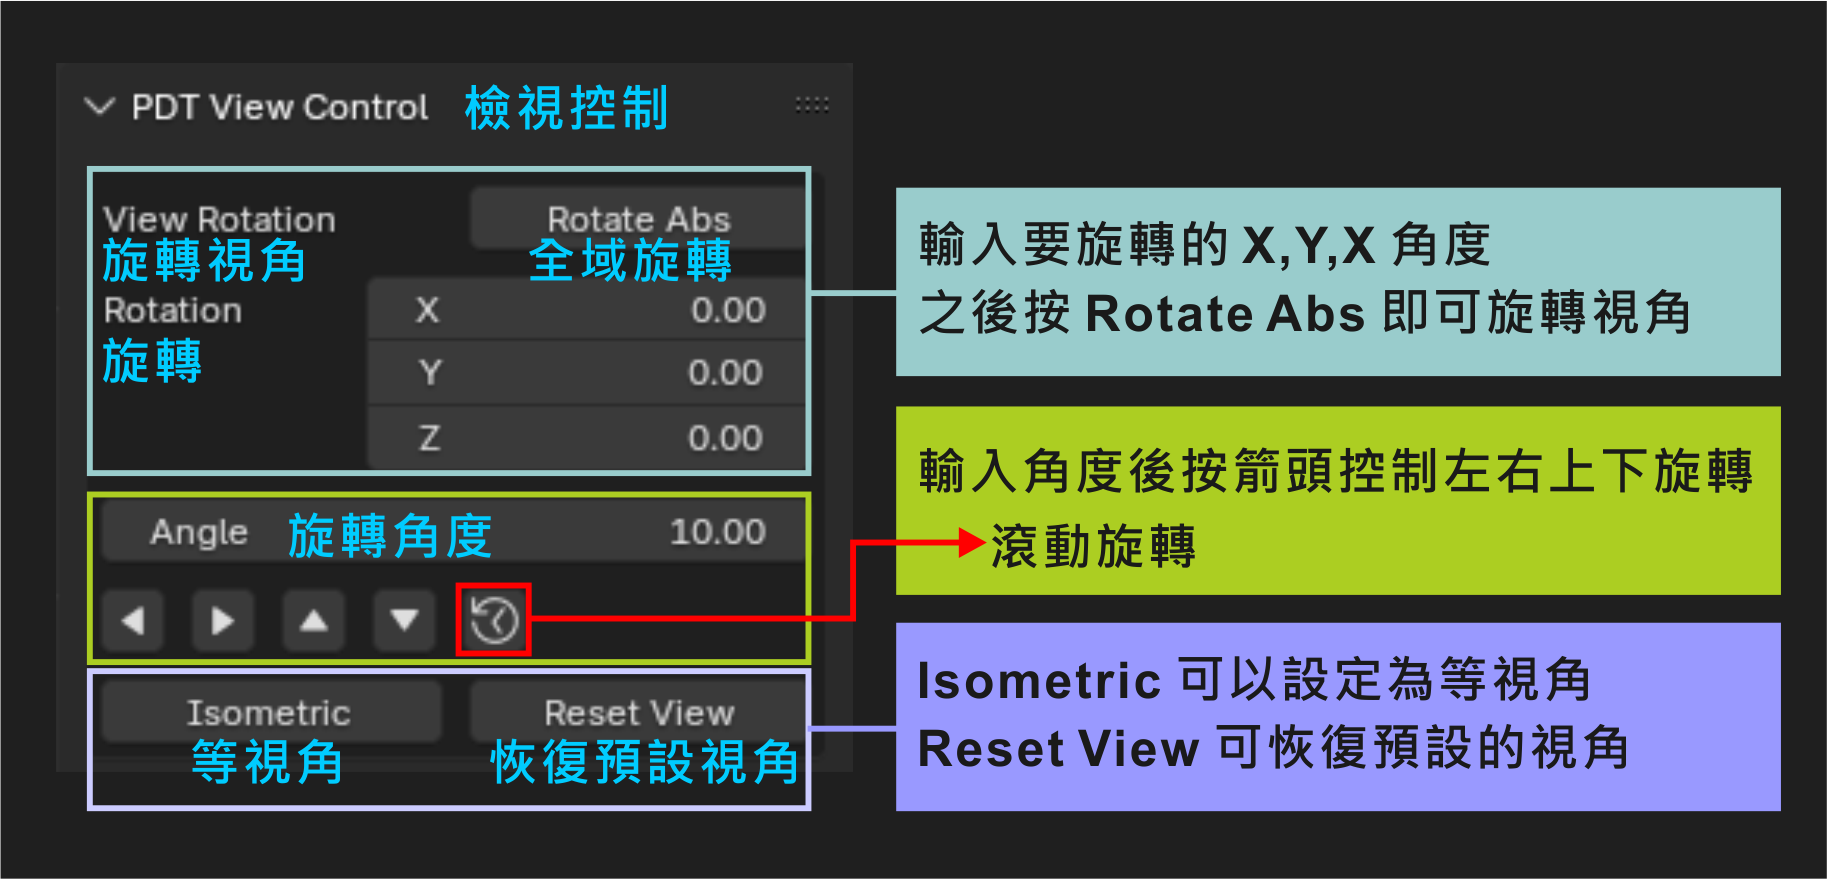 PDT View Control 檢視控制
View Rotation Rotate Abs
旋轉視角 全域旋轉
Rotation X 0.00
旋轉
Y 0.00
Z 0.00
Angle 旋轉角度 10.00
Isometric Reset View
等視角 恢復預設視角
輸入要旋轉的 X,Y,X 角度
之後按 Rotate Abs 即可旋轉視角
輸入角度後按箭頭控制左右上下旋轉
滾動旋轉
Isometric 可以設定為等視角
Reset View 可恢復預設的視角